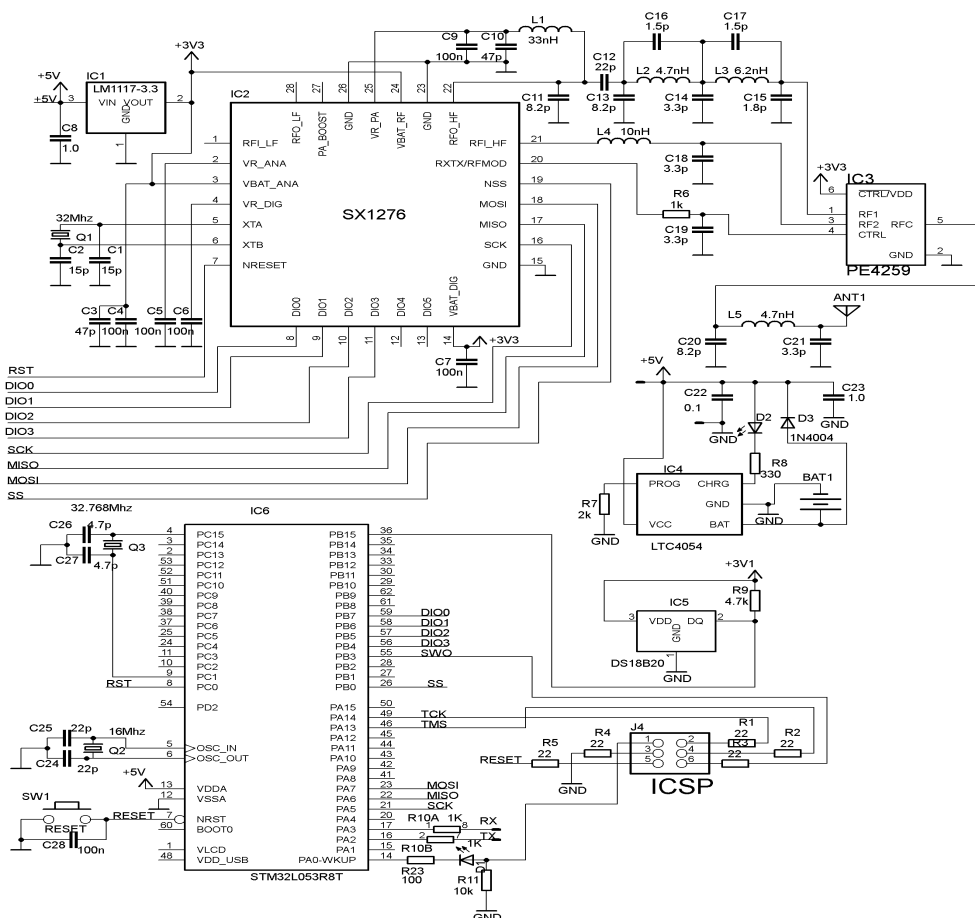 C16
1.5p
C17
1.5p
L1
33nH
C9
100n
C10
47p
+3V3
+5V
IC1
LM1117-3.3
VIN VOUT
GND
+5V 3
2
1
C8
1.0
C12
22p
L2 4.7nH
L3 6.2nH
C11
8.2p
C13
8.2p
C14
3.3p
C15
1.8p
IC2
28 27 26 25 24 23 22
RFO_LF
PA_BOOST
GND
VR_PA
VBAT_RF
GND
RFO_HF
1 RFI_LF
2 VR_ANA
3 VBAT_ANA
4 VR_DIG
5 XTA
6 XTB
7 NRESET
SX1276
RFI_HF 21
RXTX/RFMOD 20
NSS 19
MOSI 18
MISO 17
SCK 16
GND 15
DIO0
DIO1
DIO2
DIO3
DIO4
DIO5
VBAT_DIG
8 9 10 11 12 13 14
L4 10nH
C18
3.3p
R6
1k
C19
3.3p
+3V3
IC3
6 CTRL/VDD
1 RF1
3 RF2 RFC 5
4 CTRL
GND 2
PE4259
32Mhz
Q1
C2
15p
C1
15p
C3
47p
C4
100n
C5
100n
C6
100n
+3V3
C7
100n
ANT1
L5 4.7nH
C20
8.2p
C21
3.3p
RST
DIO0
DIO1
DIO2
DIO3
SCK
MISO
MOSI
SS
+5V
C22
0.1
GND
D2
D3
1N4004
C23
1.0
GND
R8
330
IC4
PROG CHRG
GND
VCC BAT
LTC4054
R7
2k
GND
GND
BAT1
32.768Mhz
C26
4.7p
Q3
C27
4.7p
IC6
4 PC15
3 PC14
2 PC13
53 PC12
52 PC11
51 PC10
40 PC9
39 PC8
38 PC7
37 PC6
25 PC5
24 PC4
11 PC3
10 PC2
9 PC1
RST 8 PC0
54 PD2
5 OSC_IN
6 OSC_OUT
13 VDDA
12 VSSA
7 NRST
60 BOOT0
1 VLCD
48 VDD_USB
PB15 36
PB14 35
PB13 34
PB12 33
PB11 30
PB10 29
PB9 62
PB8 61
PB7 59 DIO0
PB6 58 DIO1
PB5 57 DIO2
PB4 56 DIO3
PB3 55 SWO
PB2 28
PB1 27
PB0 26 SS
PA15 50
PA14 49 TCK
PA13 46 TMS
PA12 45
PA11 44
PA10 43
PA9 42
PA8 41
PA7 23 MOSI
PA6 22 MISO
PA5 21 SCK
PA4 20
PA3 17
PA2 16
PA1 15
PA0-WKUP 14
STM32L053R8T
C25 22p
16Mhz
Q2
C24
22p
+5V
SW1
RESET
RESET
C28
100n
R10A 1K
1 8
RX
2 7
TX
R10B
1K
R23
100
D1
R11
10k
GND
+3V1
R9
4.7k
IC5
3 VDD DQ 2
GND
1
DS18B20
GND
J4
1 2
3 4
5 6
ICSP
R1
22
R3
22
R2
22
R4
22
R5
22
RESET
GND